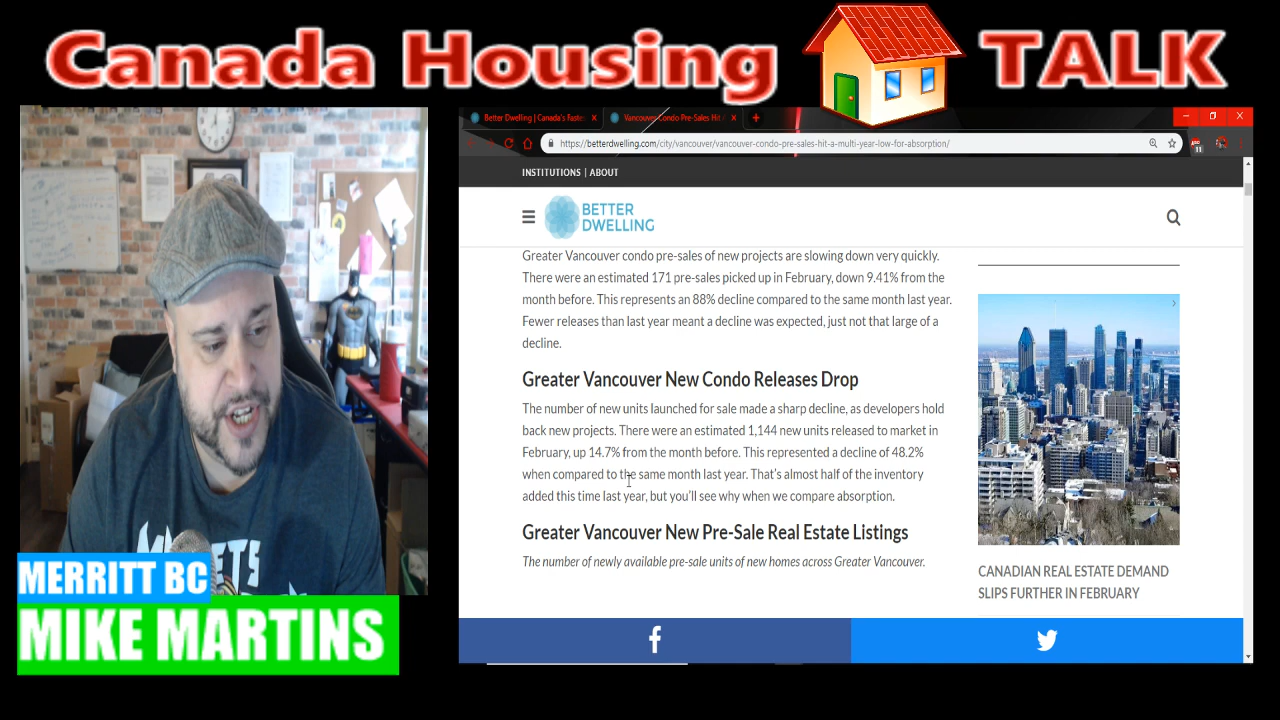 Canada Housing TALK
Better Dwelling | Canada's Fastes
Vancouver Condo Pre-Sales Hit
https://betterdwelling.com/city/vancouver/vancouver-condo-pre-sales-hit-a-multi-year-low-for-absorption/
INSTITUTIONS | ABOUT
BETTER
DWELLING
Greater Vancouver condo pre-sales of new projects are slowing down very quickly.
There were an estimated 171 pre-sales picked up in February, down 9.41% from the
month before. This represents an 88% decline compared to the same month last year.
Fewer releases than last year meant a decline was expected, just not that large of a
decline.
Greater Vancouver New Condo Releases Drop
The number of new units launched for sale made a sharp decline, as developers hold
back new projects. There were an estimated 1,144 new units released to market in
February, up 14.7% from the month before. This represented a decline of 48.2%
when compared to the same month last year. That's almost half of the inventory
added this time last year, but you'll see why when we compare absorption.
Greater Vancouver New Pre-Sale Real Estate Listings
The number of newly available pre-sale units of new homes across Greater Vancouver.
CANADIAN REAL ESTATE DEMAND
SLIPS FURTHER IN FEBRUARY
MERRITT BC
MIKE MARTINS